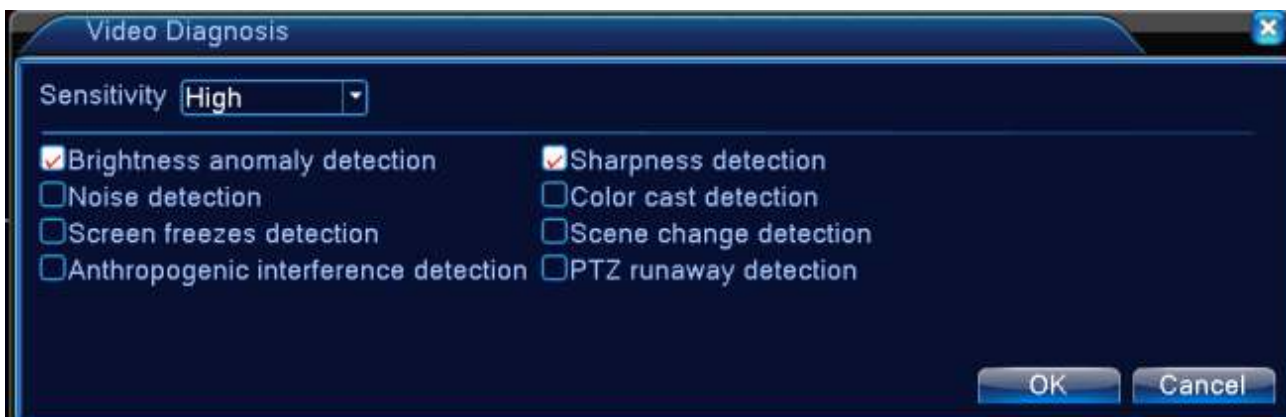 Video Diagnosis
Sensitivity High
Brightness anomaly detection Sharpness detection
Noise detection Color cast detection
Screen freezes detection Scene change detection
Anthropogenic interference detection PTZ runaway detection
OK Cancel